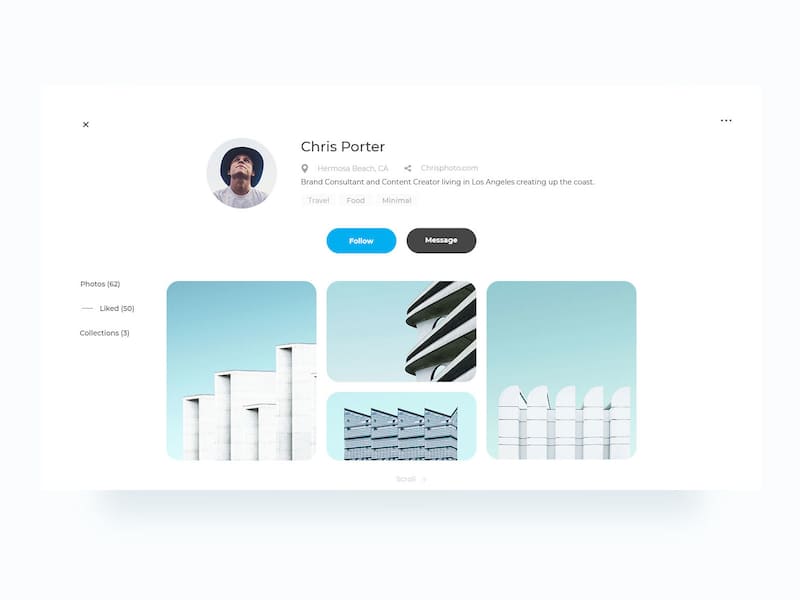 Chris Porter
Hermosa Beach, CA Chrisphoto.com
Brand Consultant and Content Creator living in Los Angeles creating up the coast.
Travel Food Minimal
Follow Message
Photos (62)
Liked (50)
Collections (3)
Scroll